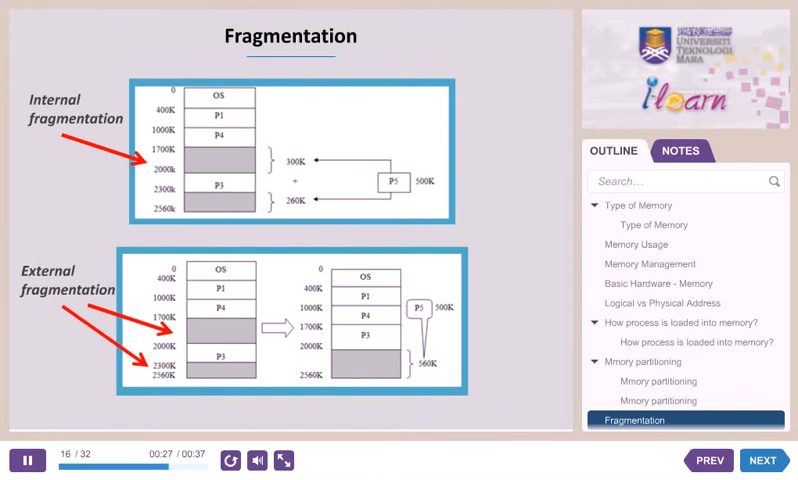 Fragmentation
Internal
fragmentation
0
OS
400K
P1
1000K
P4
1700K
2000k
300K
+
P5
500K
2300k
P3
260K
2560k
External
fragmentation
0
OS
400K
P1
1000K
P4
1700K
2000K
P3
2300K
2560K
0
OS
400K
P1
1000K
P4
1700K
P3
2000K
2560K
P5
500K
560K
UNIVERSITI
TEKNOLOGI
MARA
i-learn
OUTLINE
NOTES
Search...
Type of Memory
Type of Memory
Memory Usage
Memory Management
Basic Hardware - Memory
Logical vs Physical Address
How process is loaded into memory?
How process is loaded into memory?
Mmory partitioning
Mmory partitioning
Mmory partitioning
Fragmentation
16 / 32
00:27 / 00:37
PREV
NEXT